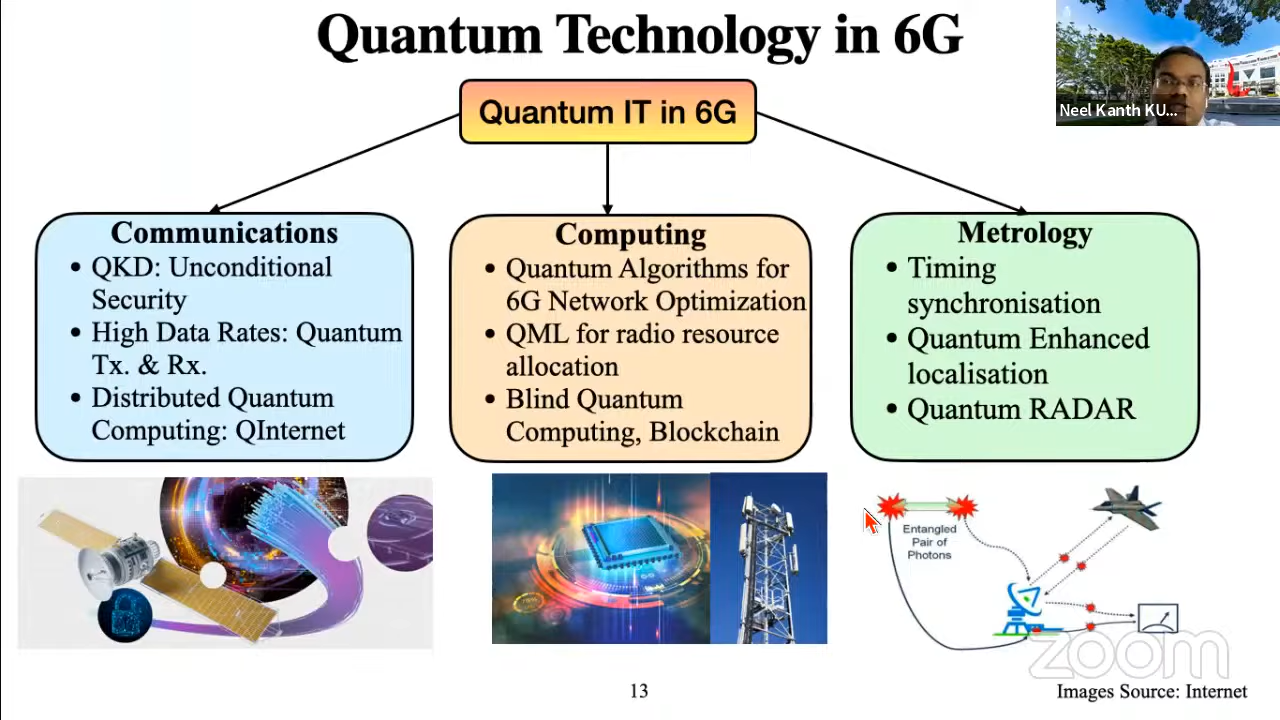 Quantum Technology in 6G
Neel Kanth KU...
Quantum IT in 6G
Communications
• QKD: Unconditional
Security
• High Data Rates: Quantum
Tx. & Rx.
• Distributed Quantum
Computing: QInternet
Computing
• Quantum Algorithms for
6G Network Optimization
• QML for radio resource
allocation
• Blind Quantum
Computing, Blockchain
Metrology
• Timing
synchronisation
• Quantum Enhanced
localisation
• Quantum RADAR
Entangled
Pair of
Photons
zoom
13
Images Source: Internet